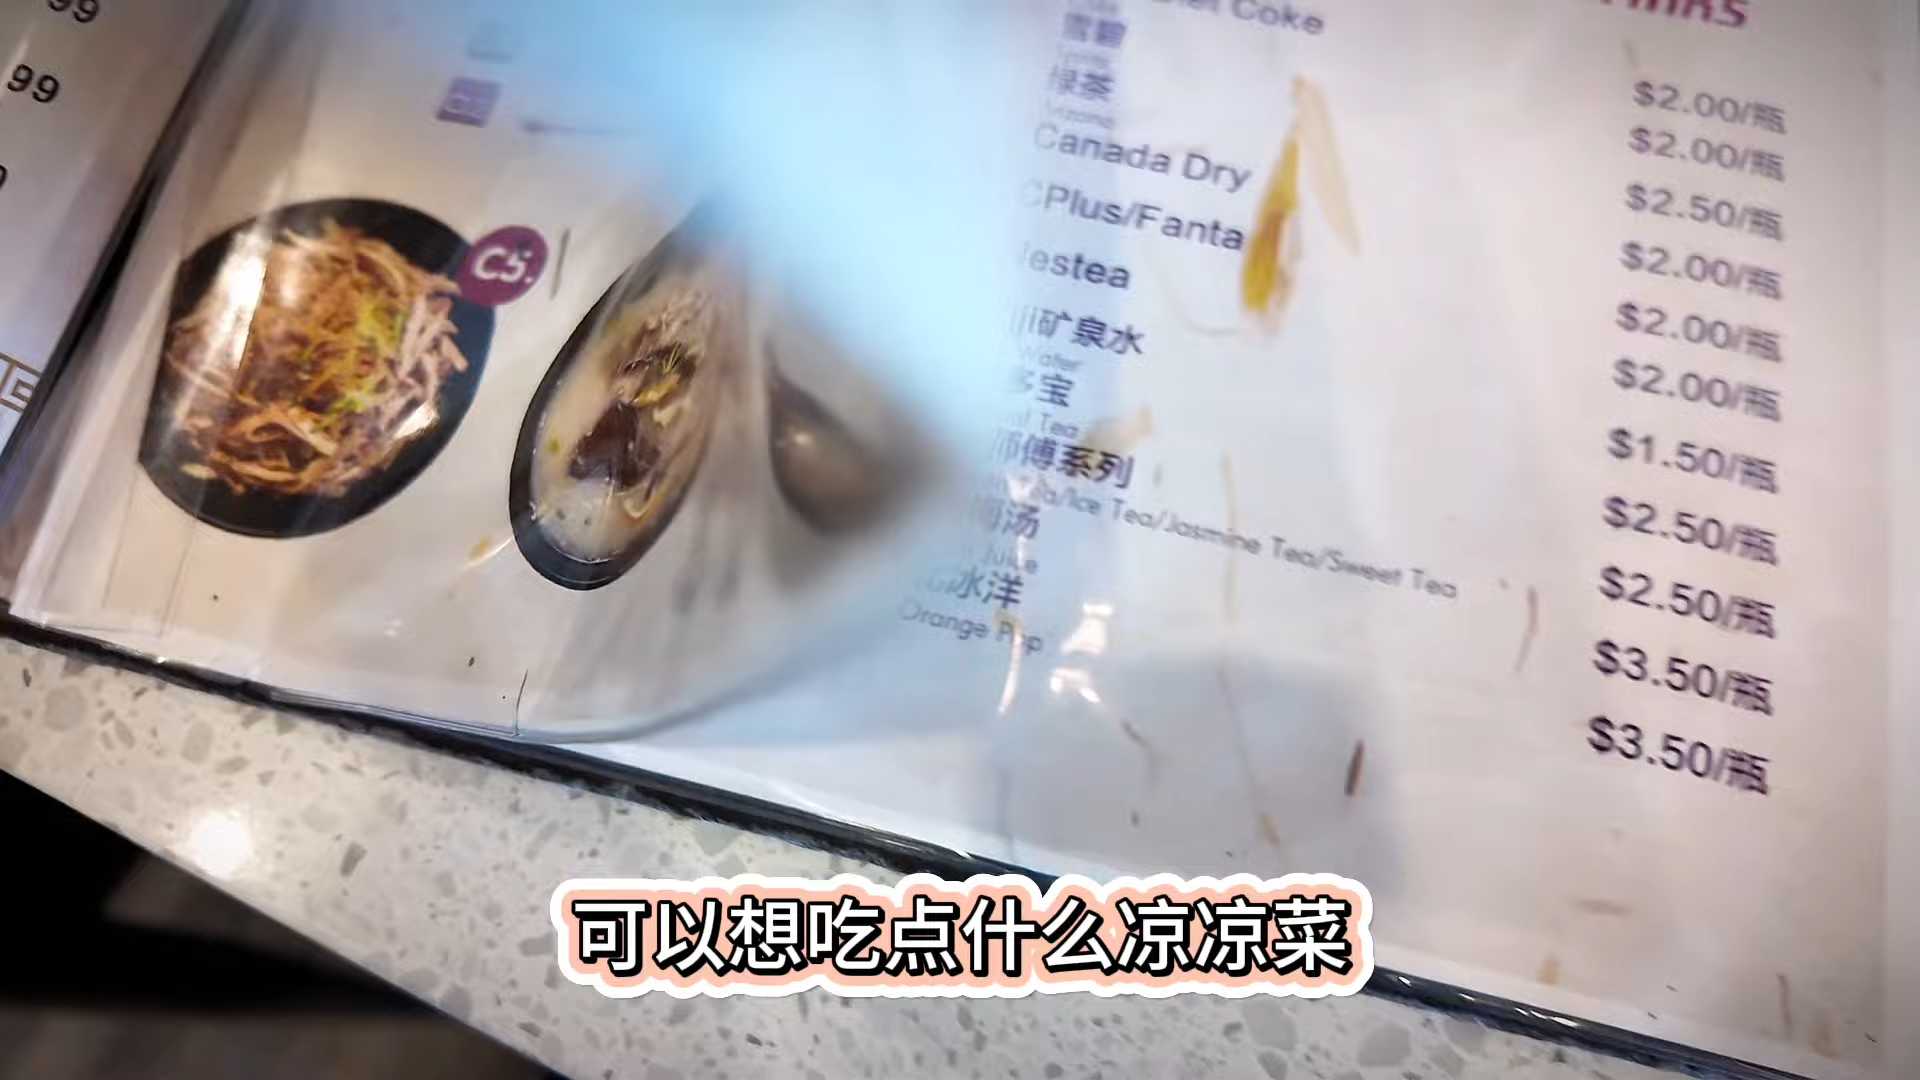 99
99
Diet Coke
雪碧
绿茶
Canada Dry
CPlus/Fanta
estea
矿泉水
Water
宝
Tea
师傅系列
/Ice Tea/Jasmine Tea/Sweet Tea
汤
Juice
冰洋
Orange Pop
$2.00/瓶
$2.00/瓶
$2.50/瓶
$2.00/瓶
$2.00/瓶
$2.00/瓶
$1.50/瓶
$2.50/瓶
$2.50/瓶
$3.50/瓶
$3.50/瓶
C5.
可以想吃点什么凉凉菜